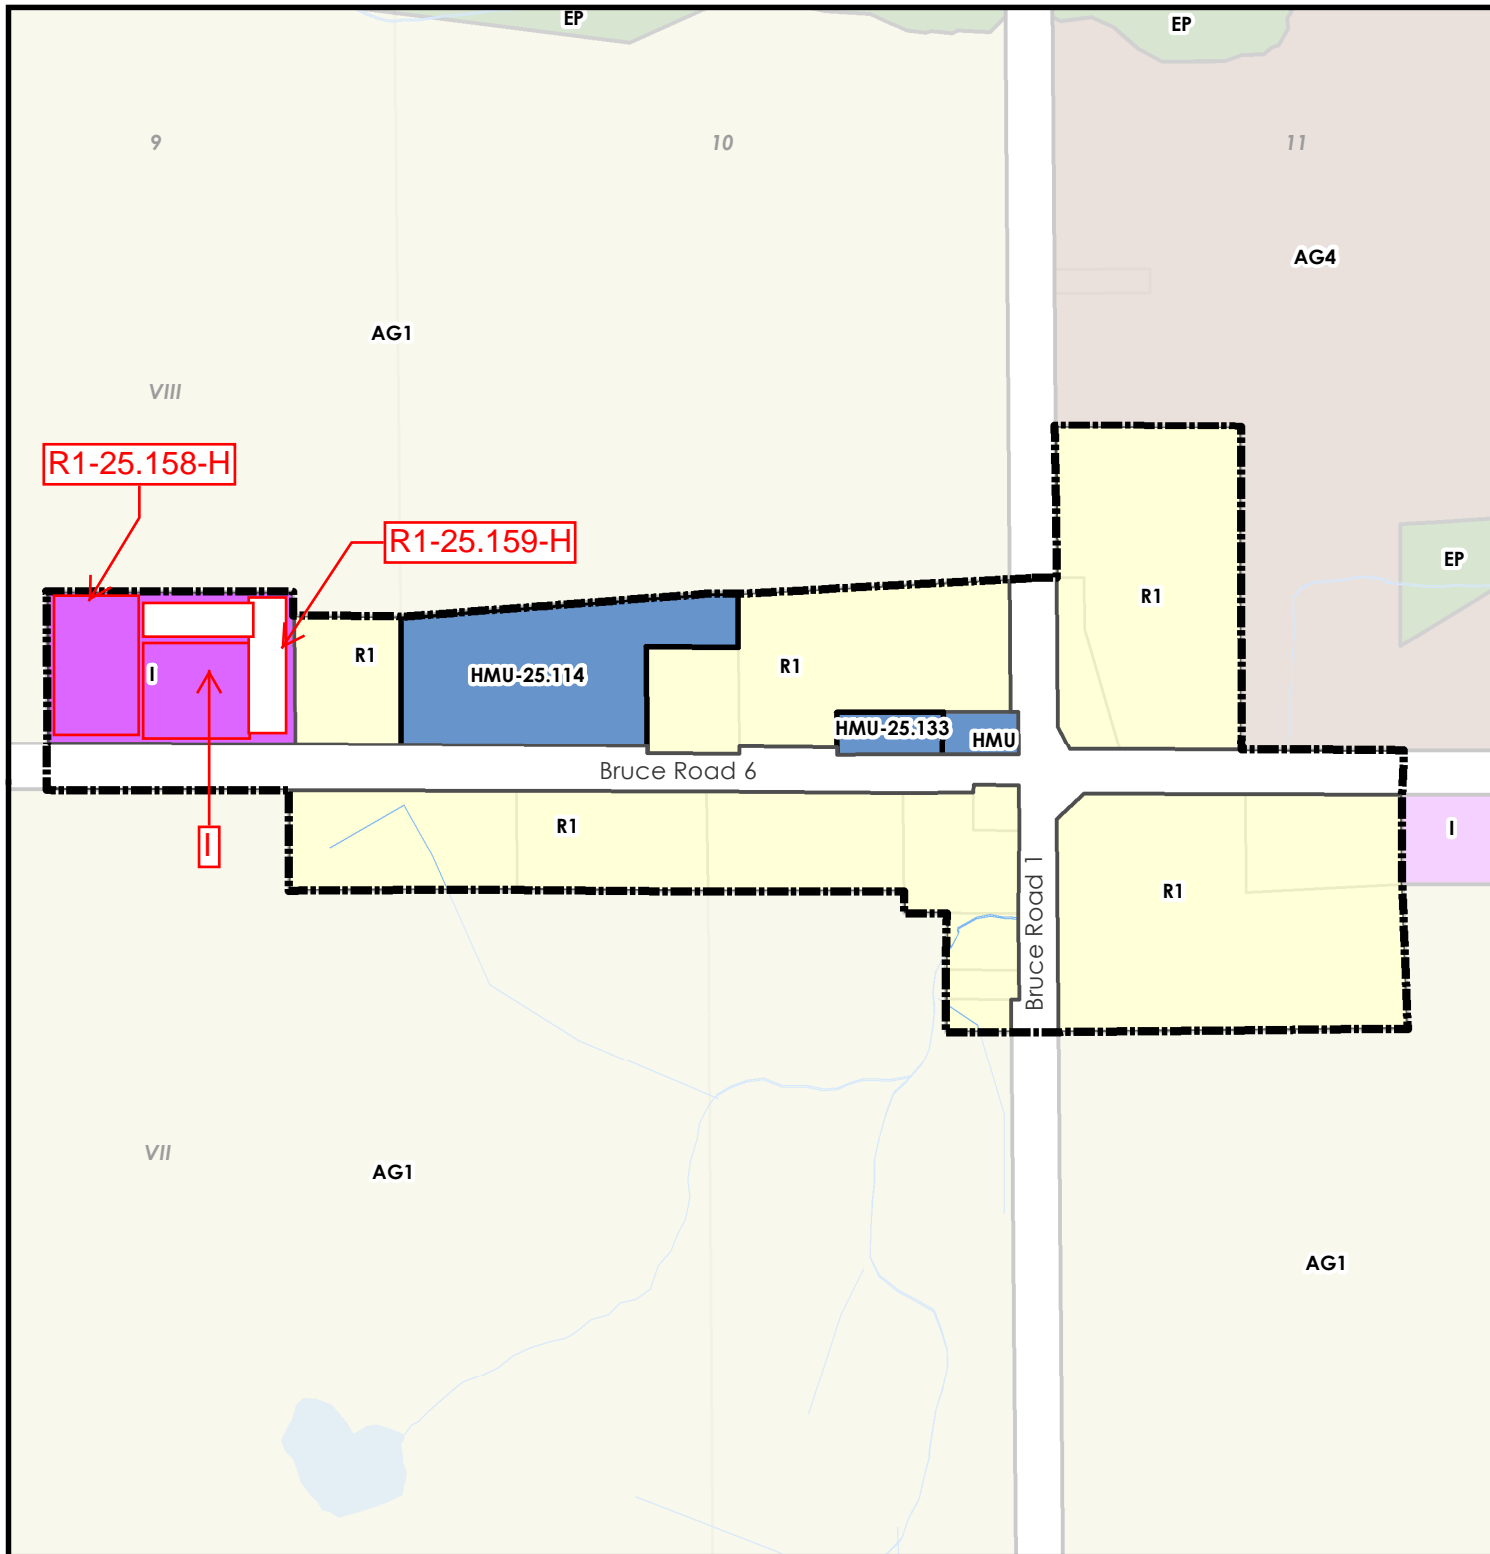 EP
EP
9
10
11
AG4
AG1
VIII
R1-25.158-H
R1-25.159-H
EP
R1
R1
R1
I
HMU-25.114
HMU-25.133
HMU
Bruce Road 6
R1
I
I
R1
Bruce Road 1
VII
AG1
AG1